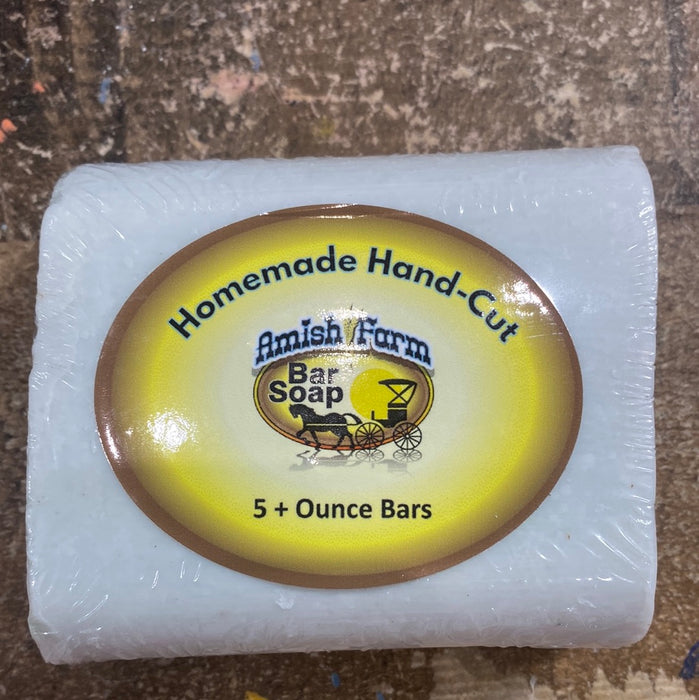 Homemade Hand-Cut
Amish Farm
Bar
Soap
5 + Ounce Bars